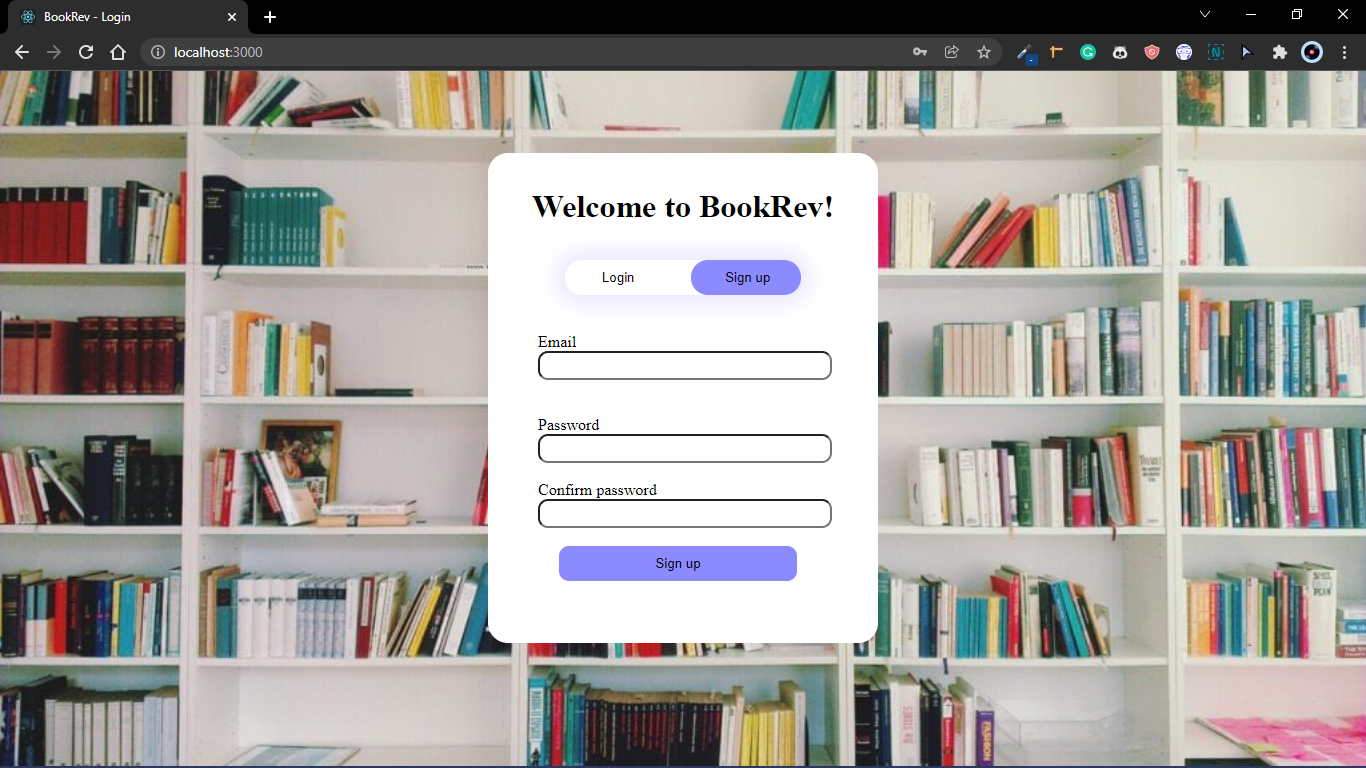 BookRev - Login
localhost:3000
Welcome to BookRev!
Login
Sign up
Email
Password
Confirm password
Sign up